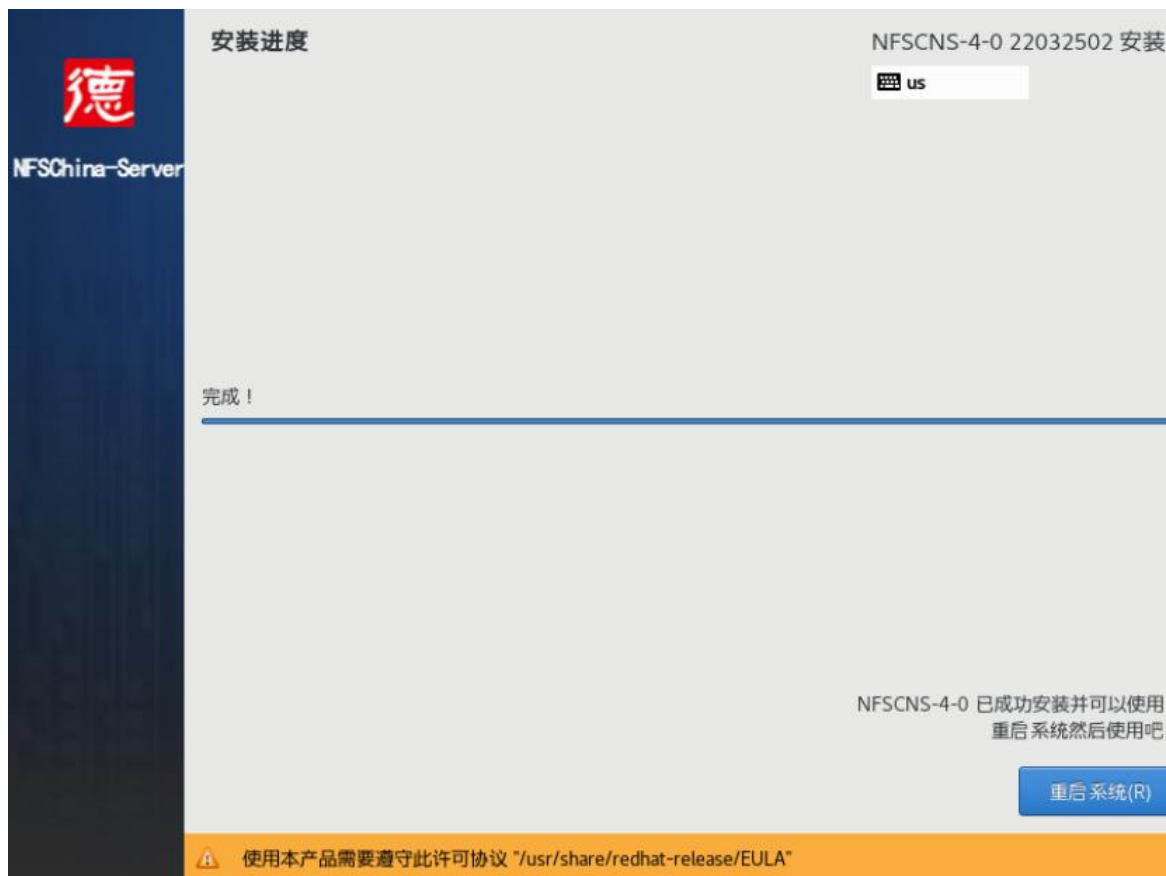 安装进度
NFSCNS-4-0 22032502 安装
us
德
NFSChina-Server
完成！
NFSCNS-4-0 已成功安装并可以使用
重启系统然后使用吧
重启系统(R)
使用本产品需要遵守此许可协议 "/usr/share/redhat-release/EULA"